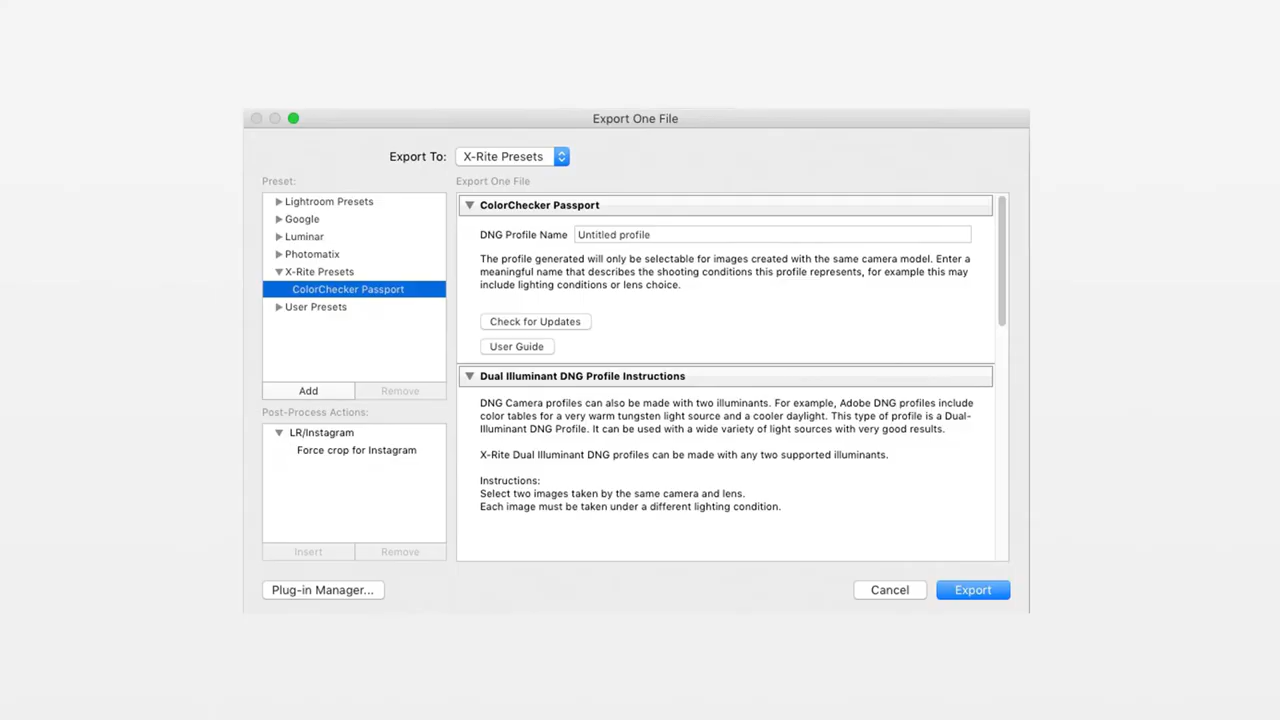 Export One File
Export To: X-Rite Presets
Preset:
Lightroom Presets
Google
Luminar
Photomatix
X-Rite Presets
ColorChecker Passport
User Presets
Add Remove
Post-Process Actions:
LR/Instagram
Force crop for Instagram
Insert Remove
Export One File
ColorChecker Passport
DNG Profile Name Untitled profile
The profile generated will only be selectable for images created with the same camera model. Enter a
meaningful name that describes the shooting conditions this profile represents, for example this may
include lighting conditions or lens choice.
Check for Updates
User Guide
Dual Illuminant DNG Profile Instructions
DNG Camera profiles can also be made with two illuminants. For example, Adobe DNG profiles include
color tables for a very warm tungsten light source and a cooler daylight. This type of profile is a Dual-
Illuminant DNG Profile. It can be used with a wide variety of light sources with very good results.
X-Rite Dual Illuminant DNG profiles can be made with any two supported illuminants.
Instructions:
Select two images taken by the same camera and lens.
Each image must be taken under a different lighting condition.
Plug-in Manager... Cancel Export